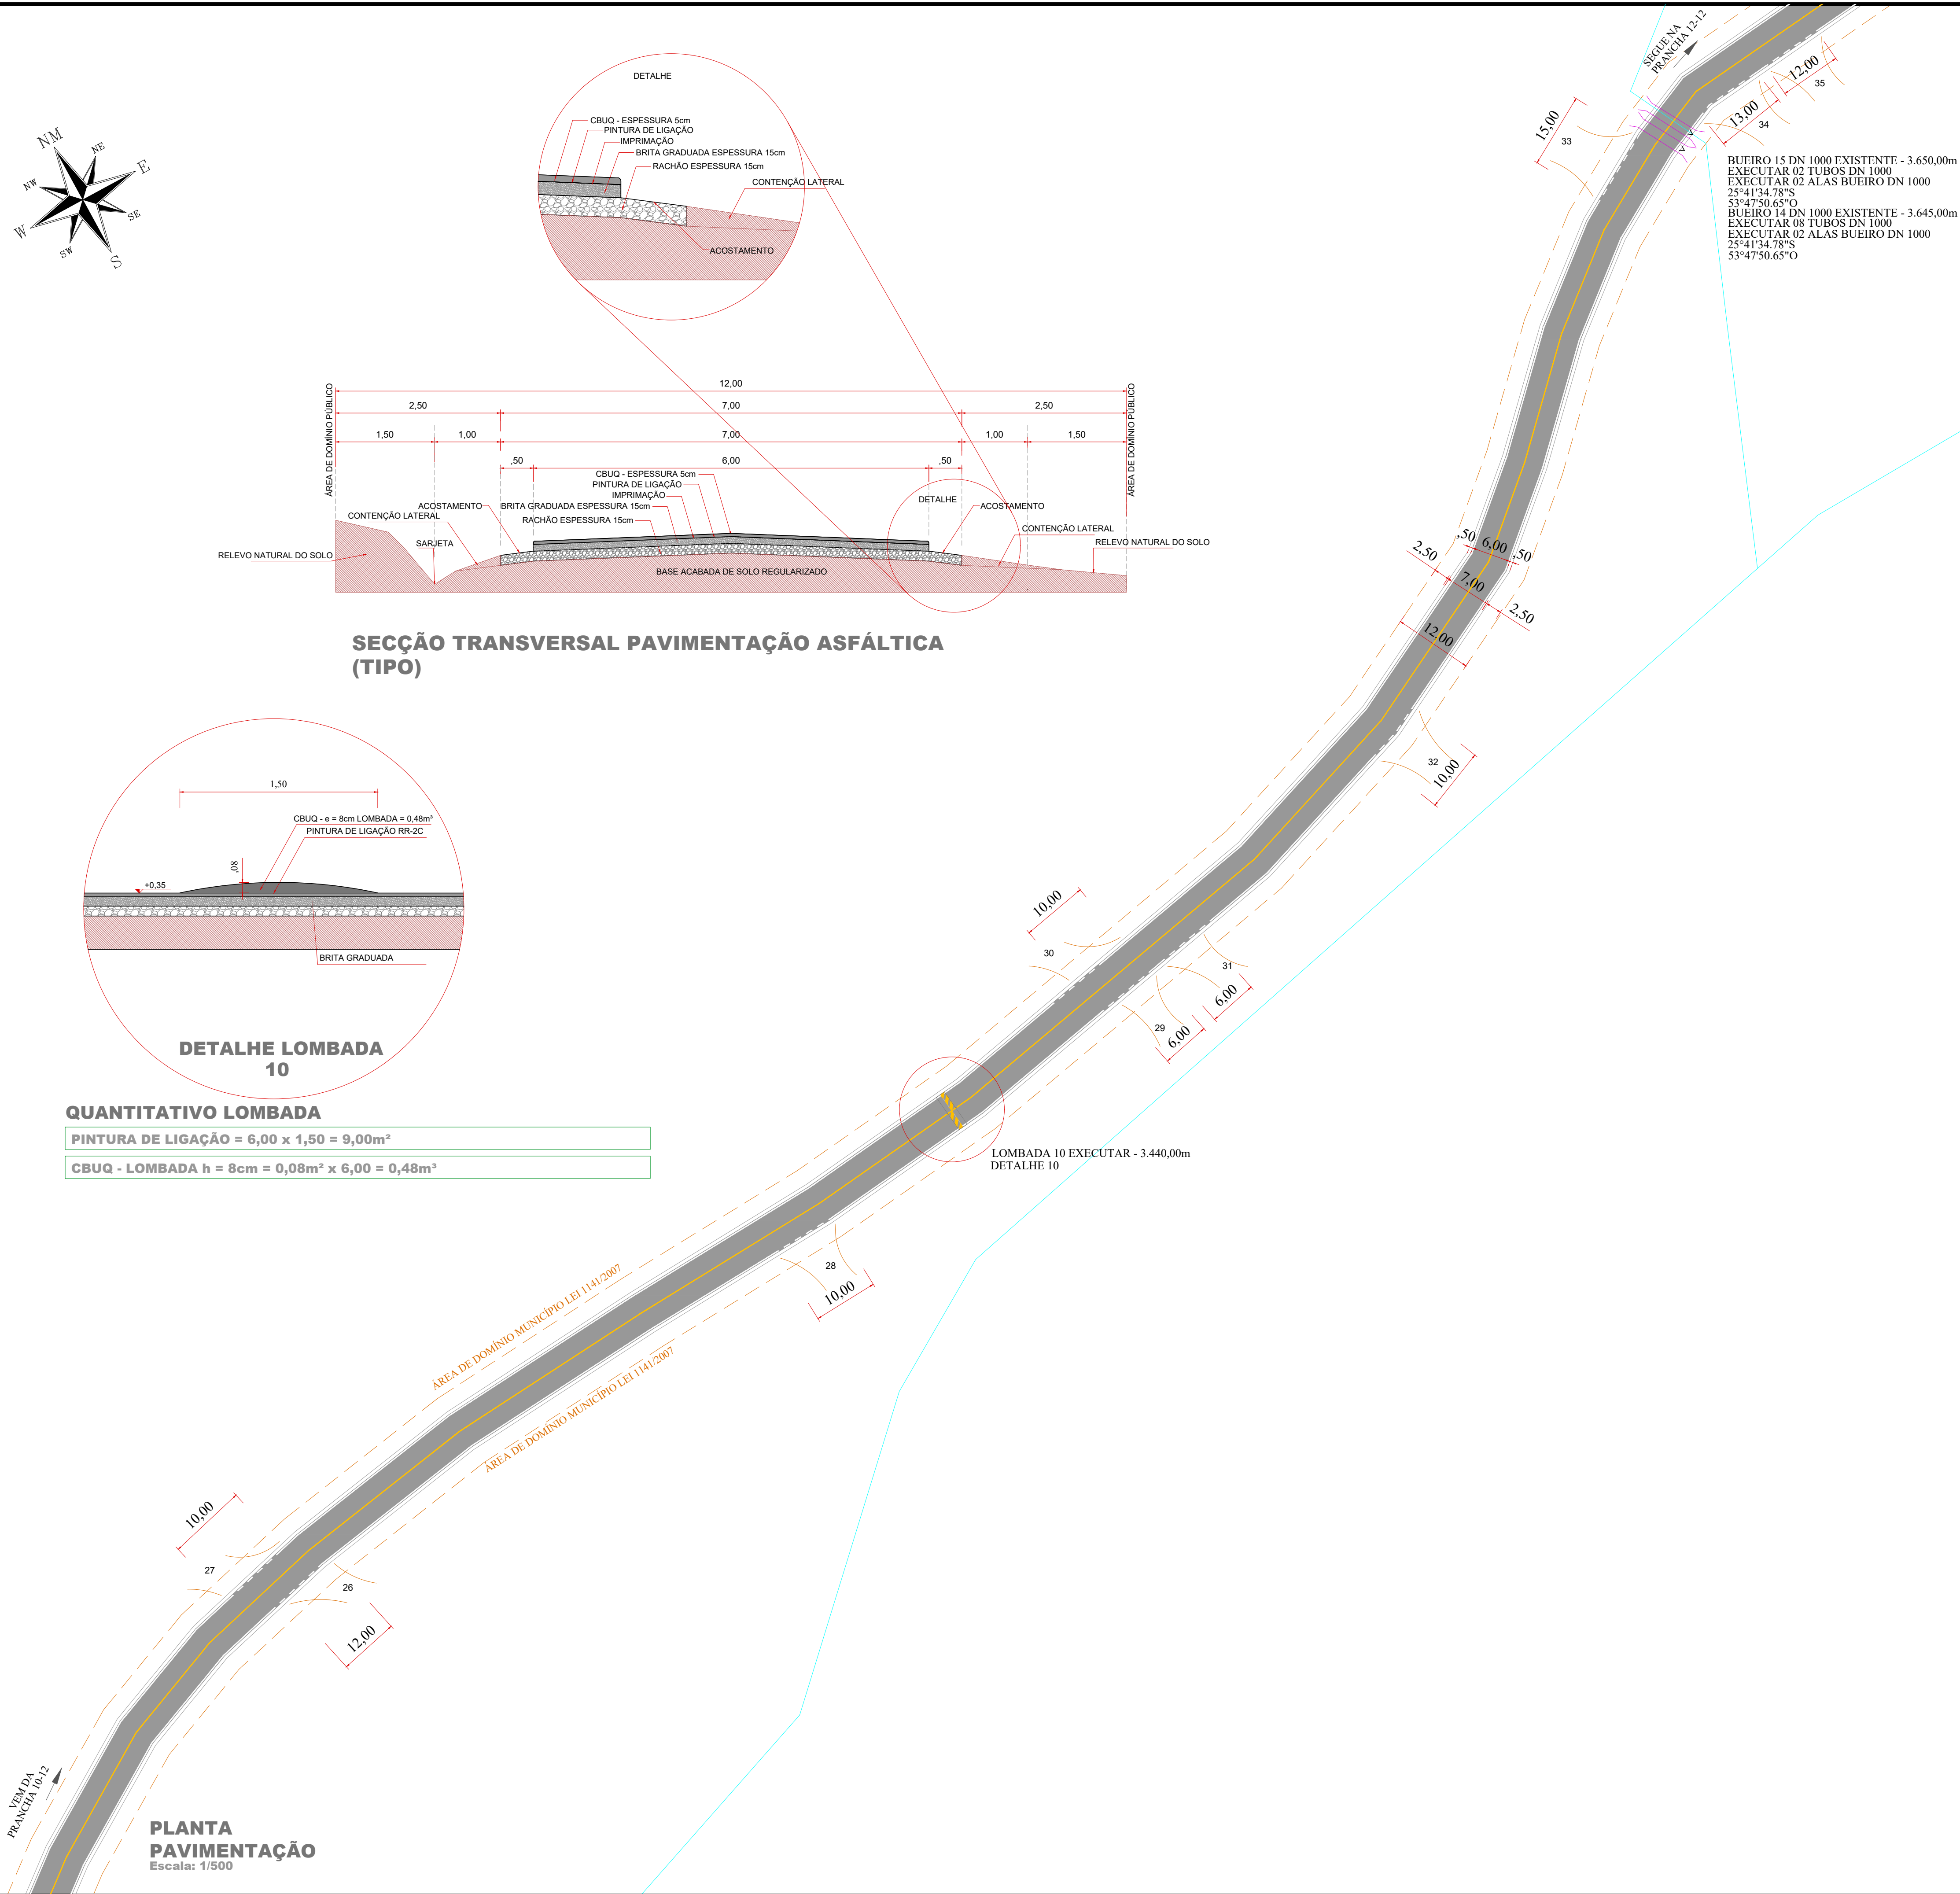 SEGUE NA
PRANCHA 12-12
12,00
35
13,00
34
15,00
33
BUEIRO 15 DN 1000 EXISTENTE - 3.650,00m
EXECUTAR 02 TUBOS DN 1000
EXECUTAR 02 ALAS BUEIRO DN 1000
25°41'34.78"S
53°47'50.65"O
BUEIRO 14 DN 1000 EXISTENTE - 3.645,00m
EXECUTAR 08 TUBOS DN 1000
EXECUTAR 02 ALAS BUEIRO DN 1000
25°41'34.78"S
53°47'50.65"O
NM
NE
E
SE
S
SW
W
NW
DETALHE
CBUQ - ESPESSURA 5cm
PINTURA DE LIGAÇÃO
IMPRIMAÇÃO
BRITA GRADUADA ESPESSURA 15cm
RACHÃO ESPESSURA 15cm
CONTENÇÃO LATERAL
ACOSTAMENTO
12,00
2,50
7,00
2,50
1,50
1,00
7,00
1,00
1,50
,50
6,00
,50
ÁREA DE DOMÍNIO PÚBLICO
ÁREA DE DOMÍNIO PÚBLICO
CBUQ - ESPESSURA 5cm
PINTURA DE LIGAÇÃO
IMPRIMAÇÃO
BRITA GRADUADA ESPESSURA 15cm
RACHÃO ESPESSURA 15cm
ACOSTAMENTO
CONTENÇÃO LATERAL
SARJETA
RELEVO NATURAL DO SOLO
DETALHE
ACOSTAMENTO
CONTENÇÃO LATERAL
RELEVO NATURAL DO SOLO
BASE ACABADA DE SOLO REGULARIZADO
SECÇÃO TRANSVERSAL PAVIMENTAÇÃO ASFÁLTICA
(TIPO)
,50
6,00
,50
2,50
7,00
2,50
12,00
32
10,00
1,50
CBUQ - e = 8cm LOMBADA = 0,48m³
PINTURA DE LIGAÇÃO RR-2C
,08
+0,35
BRITA GRADUADA
DETALHE LOMBADA
10
QUANTITATIVO LOMBADA
PINTURA DE LIGAÇÃO = 6,00 x 1,50 = 9,00m²
CBUQ - LOMBADA h = 8cm = 0,08m² x 6,00 = 0,48m³
10,00
30
31
6,00
29
6,00
LOMBADA 10 EXECUTAR - 3.440,00m
DETALHE 10
28
10,00
ÁREA DE DOMÍNIO MUNICÍPIO LEI 1141/2007
ÁREA DE DOMÍNIO MUNICÍPIO LEI 1141/2007
10,00
27
26
12,00
VEM DA
PRANCHA 10-12
PLANTA
PAVIMENTAÇÃO
Escala: 1/500